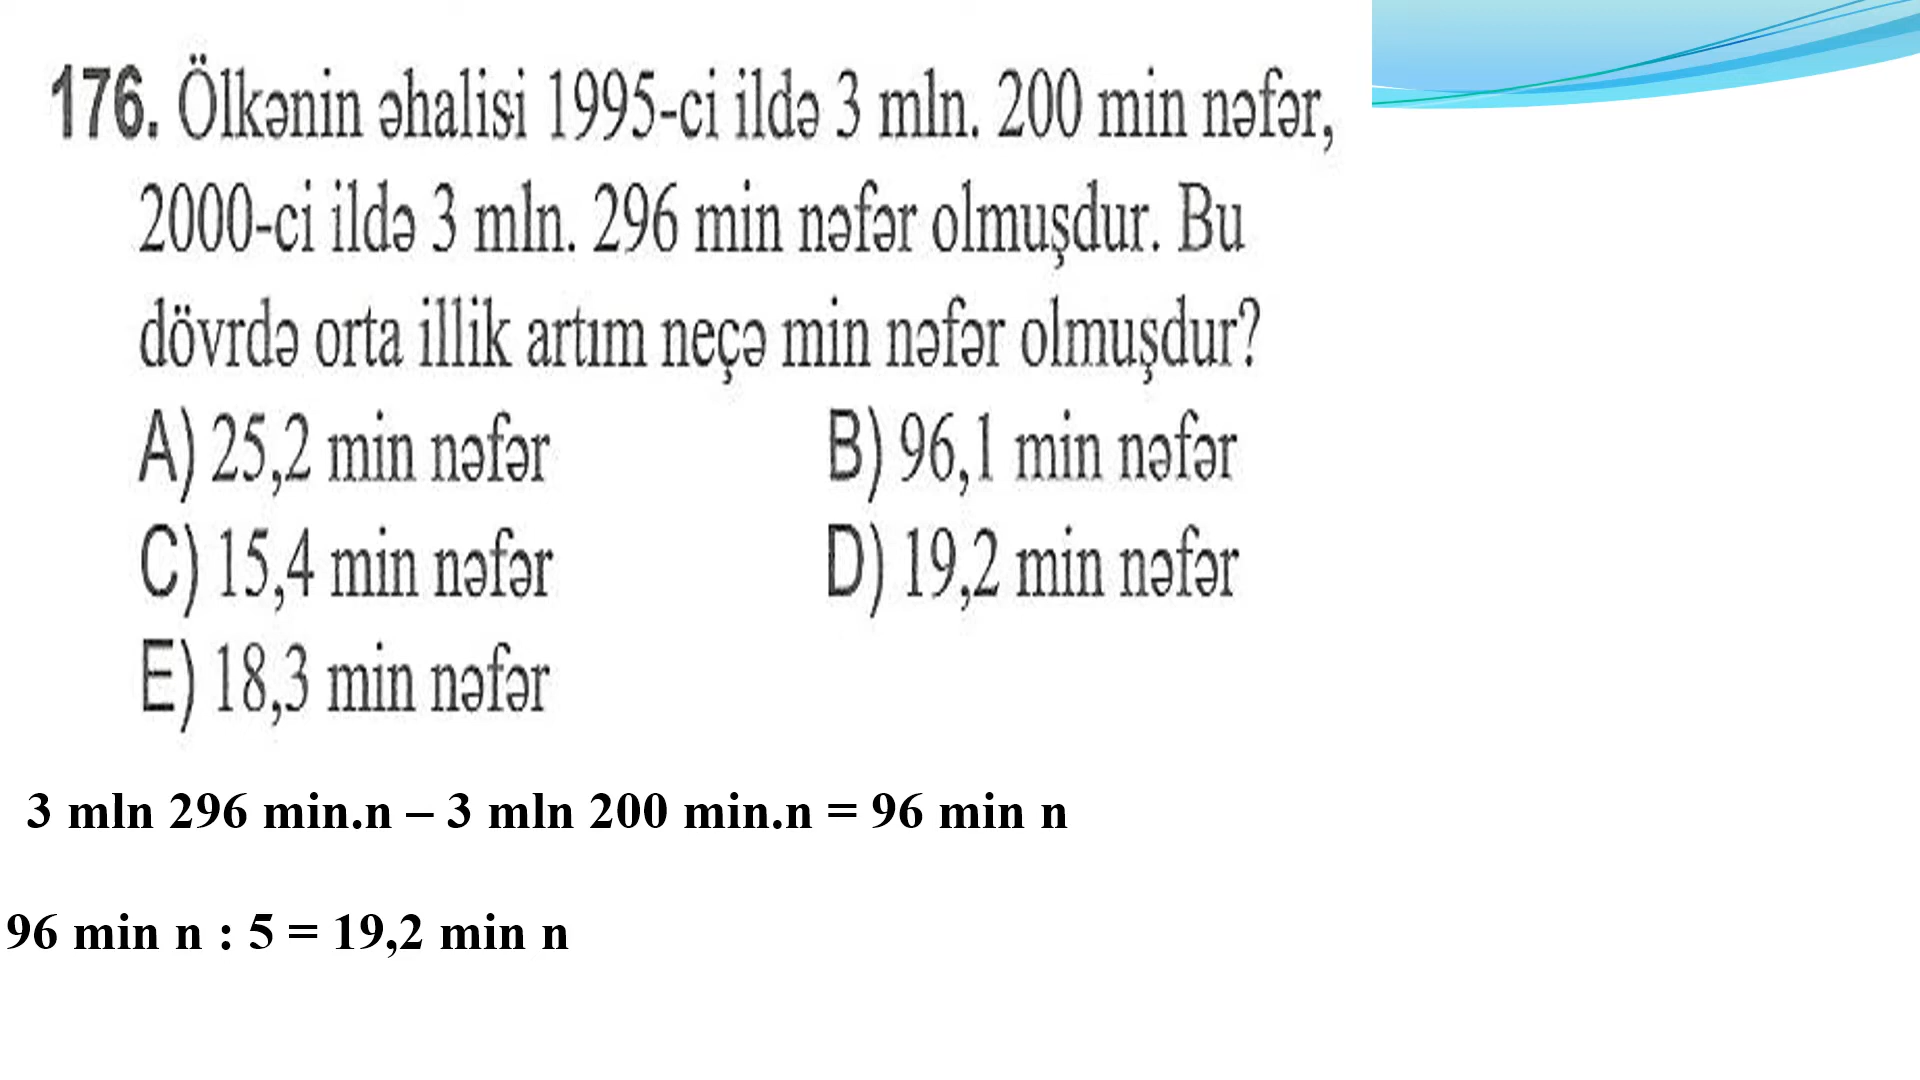 176. Ölkənin əhalisi 1995-ci ildə 3 mln. 200 min nəfər,
2000-ci ildə 3 mln. 296 min nəfər olmuşdur. Bu
dövrdə orta illik artım neçə min nəfər olmuşdur?
A) 25,2 min nəfər B) 96,1 min nəfər
C) 15,4 min nəfər D) 19,2 min nəfər
E) 18,3 min nəfər
3 mln 296 min.n – 3 mln 200 min.n = 96 min n
96 min n : 5 = 19,2 min n